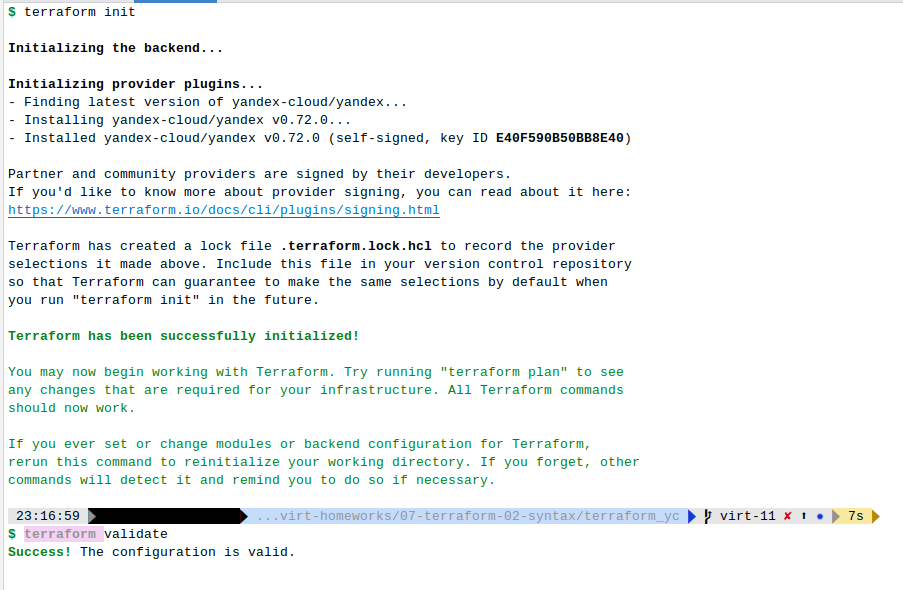 $ terraform init
Initializing the backend...
Initializing provider plugins...
- Finding latest version of yandex-cloud/yandex...
- Installing yandex-cloud/yandex v0.72.0...
- Installed yandex-cloud/yandex v0.72.0 (self-signed, key ID E40F590B50BB8E40)
Partner and community providers are signed by their developers.
If you'd like to know more about provider signing, you can read about it here:
https://www.terraform.io/docs/cli/plugins/signing.html
Terraform has created a lock file .terraform.lock.hcl to record the provider
selections it made above. Include this file in your version control repository
so that Terraform can guarantee to make the same selections by default when
you run "terraform init" in the future.
Terraform has been successfully initialized!
You may now begin working with Terraform. Try running "terraform plan" to see
any changes that are required for your infrastructure. All Terraform commands
should now work.
If you ever set or change modules or backend configuration for Terraform,
rerun this command to reinitialize your working directory. If you forget, other
commands will detect it and remind you to do so if necessary.
23:16:59 ...virt-homeworks/07-terraform-02-syntax/terraform_yc virt-11 ✘ ⬆ ✹ 7s
$ terraform validate
Success! The configuration is valid.